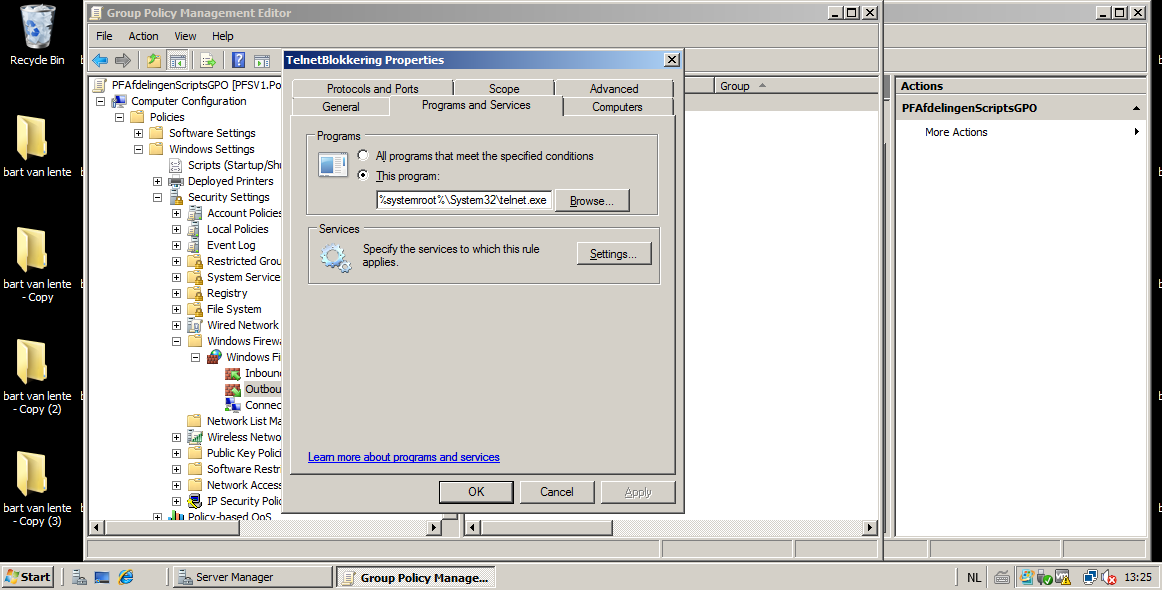 Recycle Bin
bart van lente
bart van lente
- Copy
bart van lente
- Copy (2)
bart van lente
- Copy (3)
Group Policy Management Editor
File Action View Help
PFAfdelingenScriptsGPO [PFSV1.Po
Computer Configuration
Policies
Software Settings
Windows Settings
Scripts (Startup/Shu
Deployed Printers
Security Settings
Account Policies
Local Policies
Event Log
Restricted Grou
System Service
Registry
File System
Wired Network
Windows Firewa
Windows Fi
Inboun
Outbou
Connec
Network List Ma
Wireless Netwo
Public Key Polici
Software Restr
Network Access
IP Security Polic
Policy-based QoS
TelnetBlokkering Properties
Protocols and Ports Scope Advanced
General Programs and Services Computers
Programs
All programs that meet the specified conditions
This program:
%systemroot%\System32\telnet.exe Browse...
Services
Specify the services to which this rule
applies.
Settings...
Learn more about programs and services
OK Cancel Apply
Group
Actions
PFAfdelingenScriptsGPO
More Actions
Start Server Manager Group Policy Manage... NL 13:25